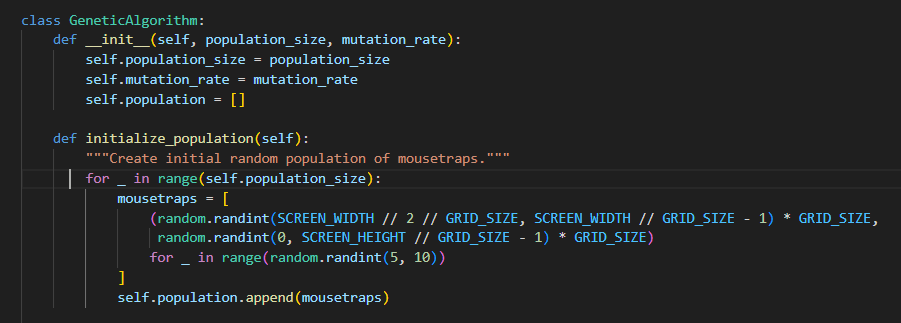 class GeneticAlgorithm:
    def __init__(self, population_size, mutation_rate):
        self.population_size = population_size
        self.mutation_rate = mutation_rate
        self.population = []

    def initialize_population(self):
        """Create initial random population of mousetraps."""
        for _ in range(self.population_size):
            mousetraps = [
                (random.randint(SCREEN_WIDTH // 2 // GRID_SIZE, SCREEN_WIDTH // GRID_SIZE - 1) * GRID_SIZE,
                 random.randint(0, SCREEN_HEIGHT // GRID_SIZE - 1) * GRID_SIZE)
                for _ in range(random.randint(5, 10))
            ]
            self.population.append(mousetraps)